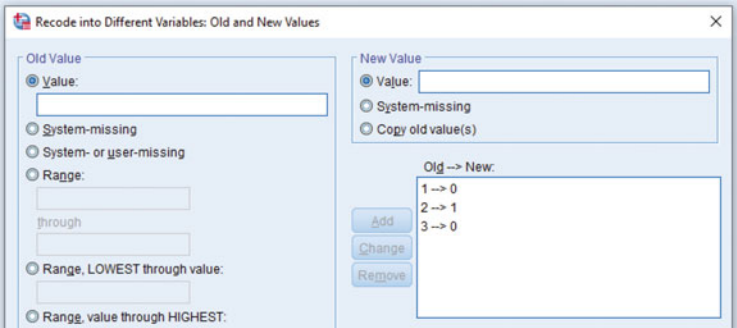 Recode into Different Variables: Old and New Values
Old Value
Value:
System-missing
System- or user-missing
Range:
through
Range, LOWEST through value:
Range, value through HIGHEST:
New Value
Value:
System-missing
Copy old value(s)
Old --> New:
1 --> 0
2 --> 1
3 --> 0
Add
Change
Remove